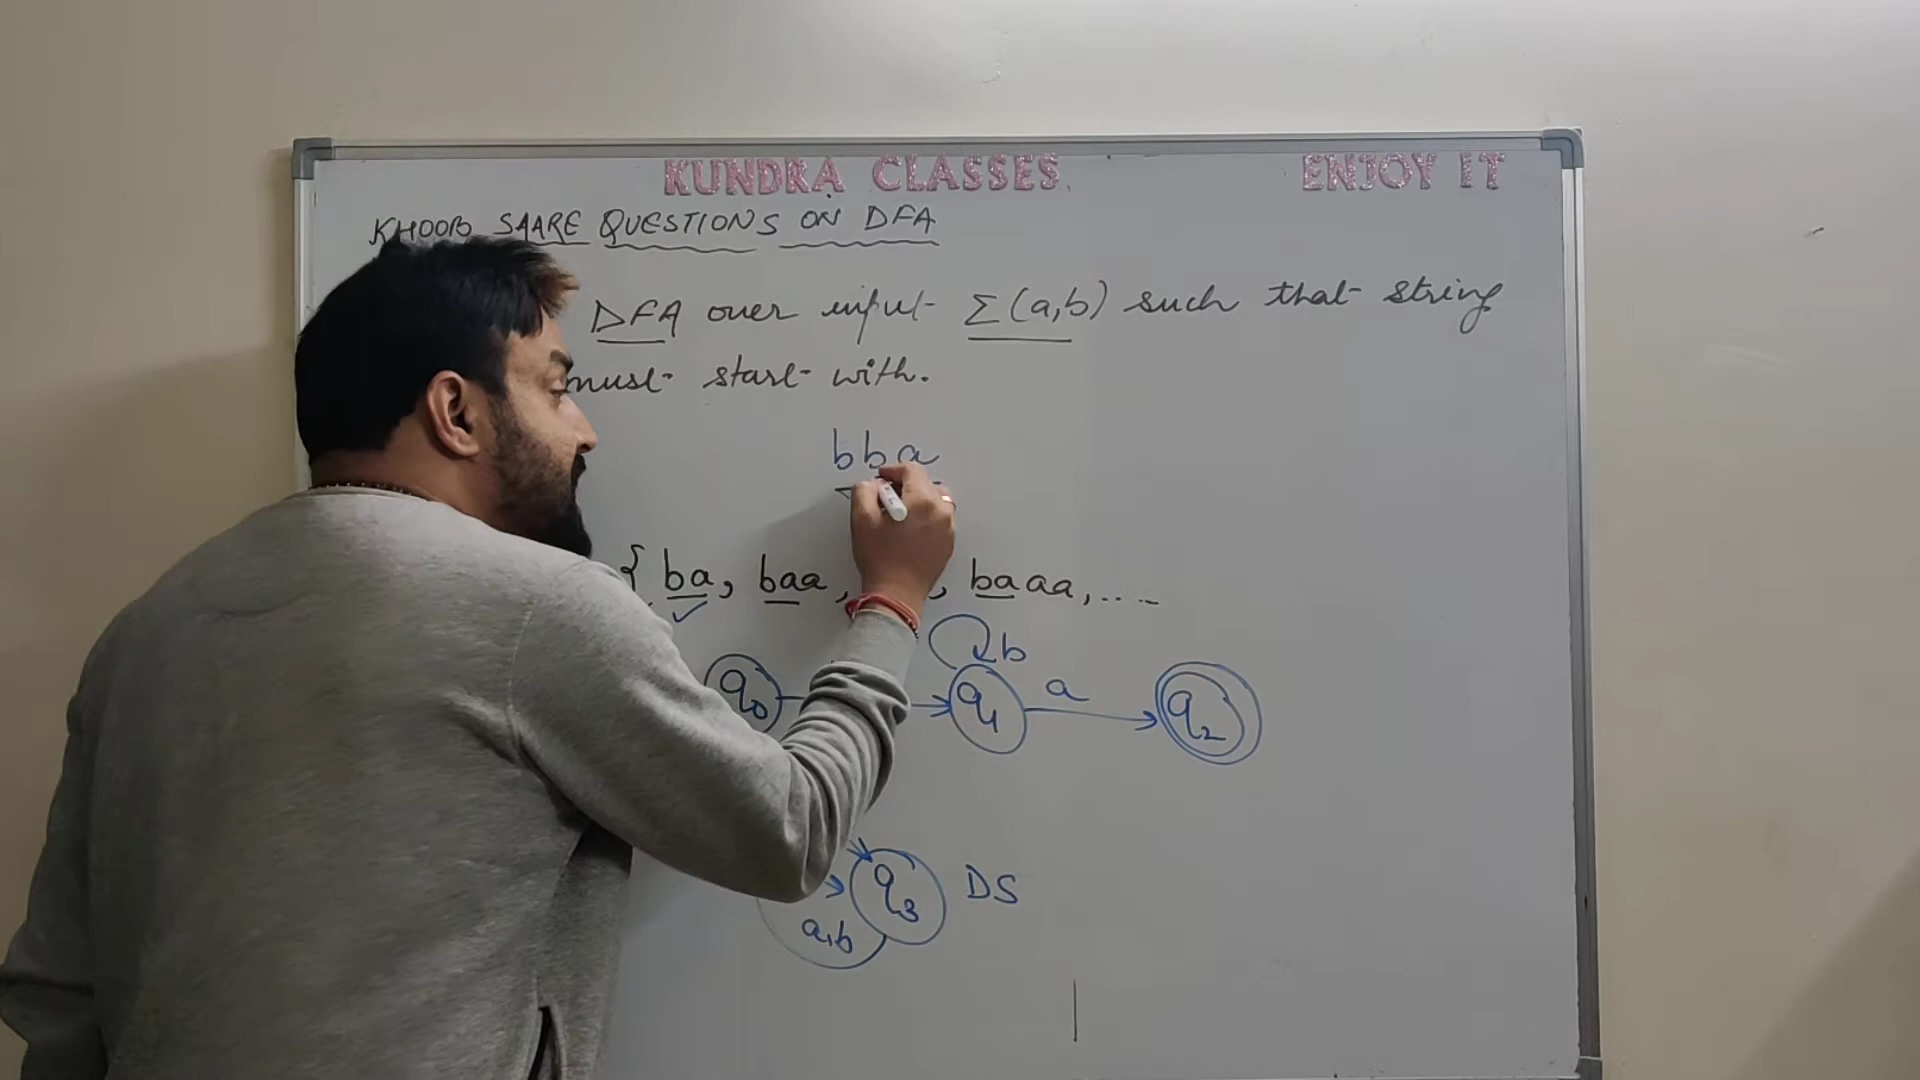 KUNDRA CLASSES ENJOY IT
KHOOB SAARE QUESTIONS ON DFA
DFA over input Σ(a,b) such that string
must start with.
bba
{ ba, baa, , baaa, ....
b
q0 q1 a q2
q3 DS
a,b